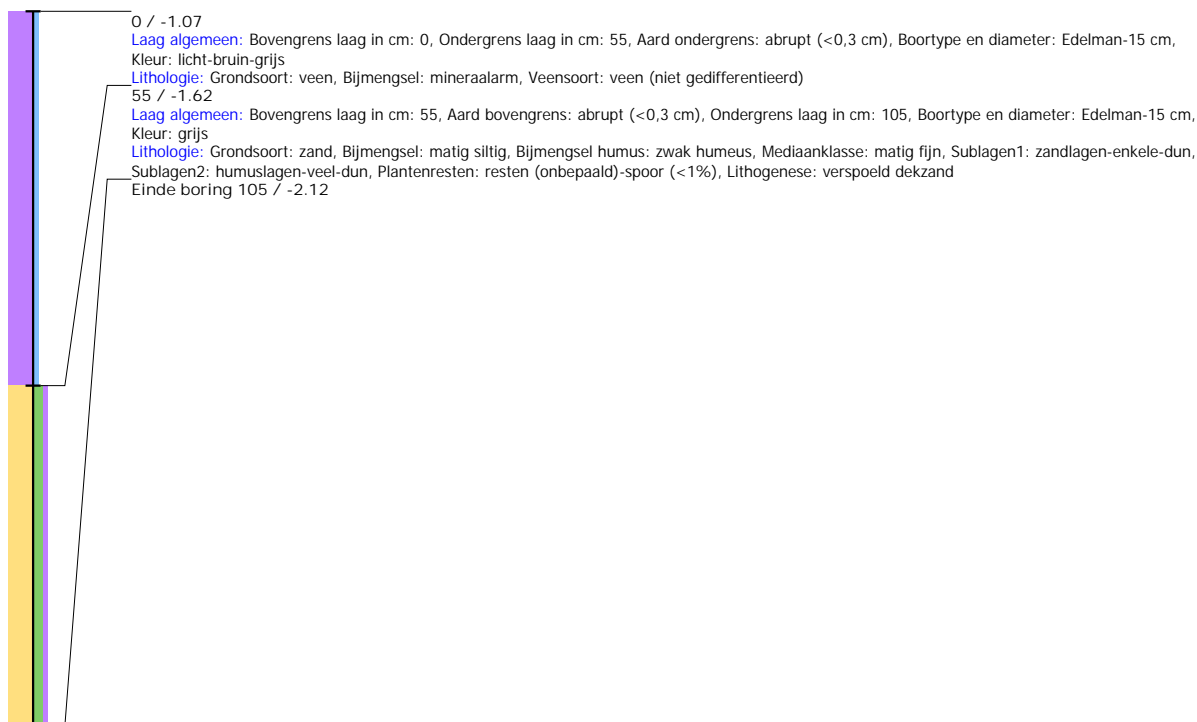 0 / -1.07
Laag algemeen: Bovengrens laag in cm: 0, Ondergrens laag in cm: 55, Aard ondergrens: abrupt (<0,3 cm), Boortype en diameter: Edelman-15 cm,
Kleur: licht-bruin-grijs
Lithologie: Grondsoort: veen, Bijmengsel: mineraalarm, Veensoort: veen (niet gedifferentieerd)
55 / -1.62
Laag algemeen: Bovengrens laag in cm: 55, Aard bovengrens: abrupt (<0,3 cm), Ondergrens laag in cm: 105, Boortype en diameter: Edelman-15 cm,
Kleur: grijs
Lithologie: Grondsoort: zand, Bijmengsel: matig siltig, Bijmengsel humus: zwak humeus, Mediaanklasse: matig fijn, Sublagen1: zandlagen-enkele-dun,
Sublagen2: humuslagen-veel-dun, Plantenresten: resten (onbepaald)-spoor (<1%), Lithogenese: verspoeld dekzand
Einde boring 105 / -2.12